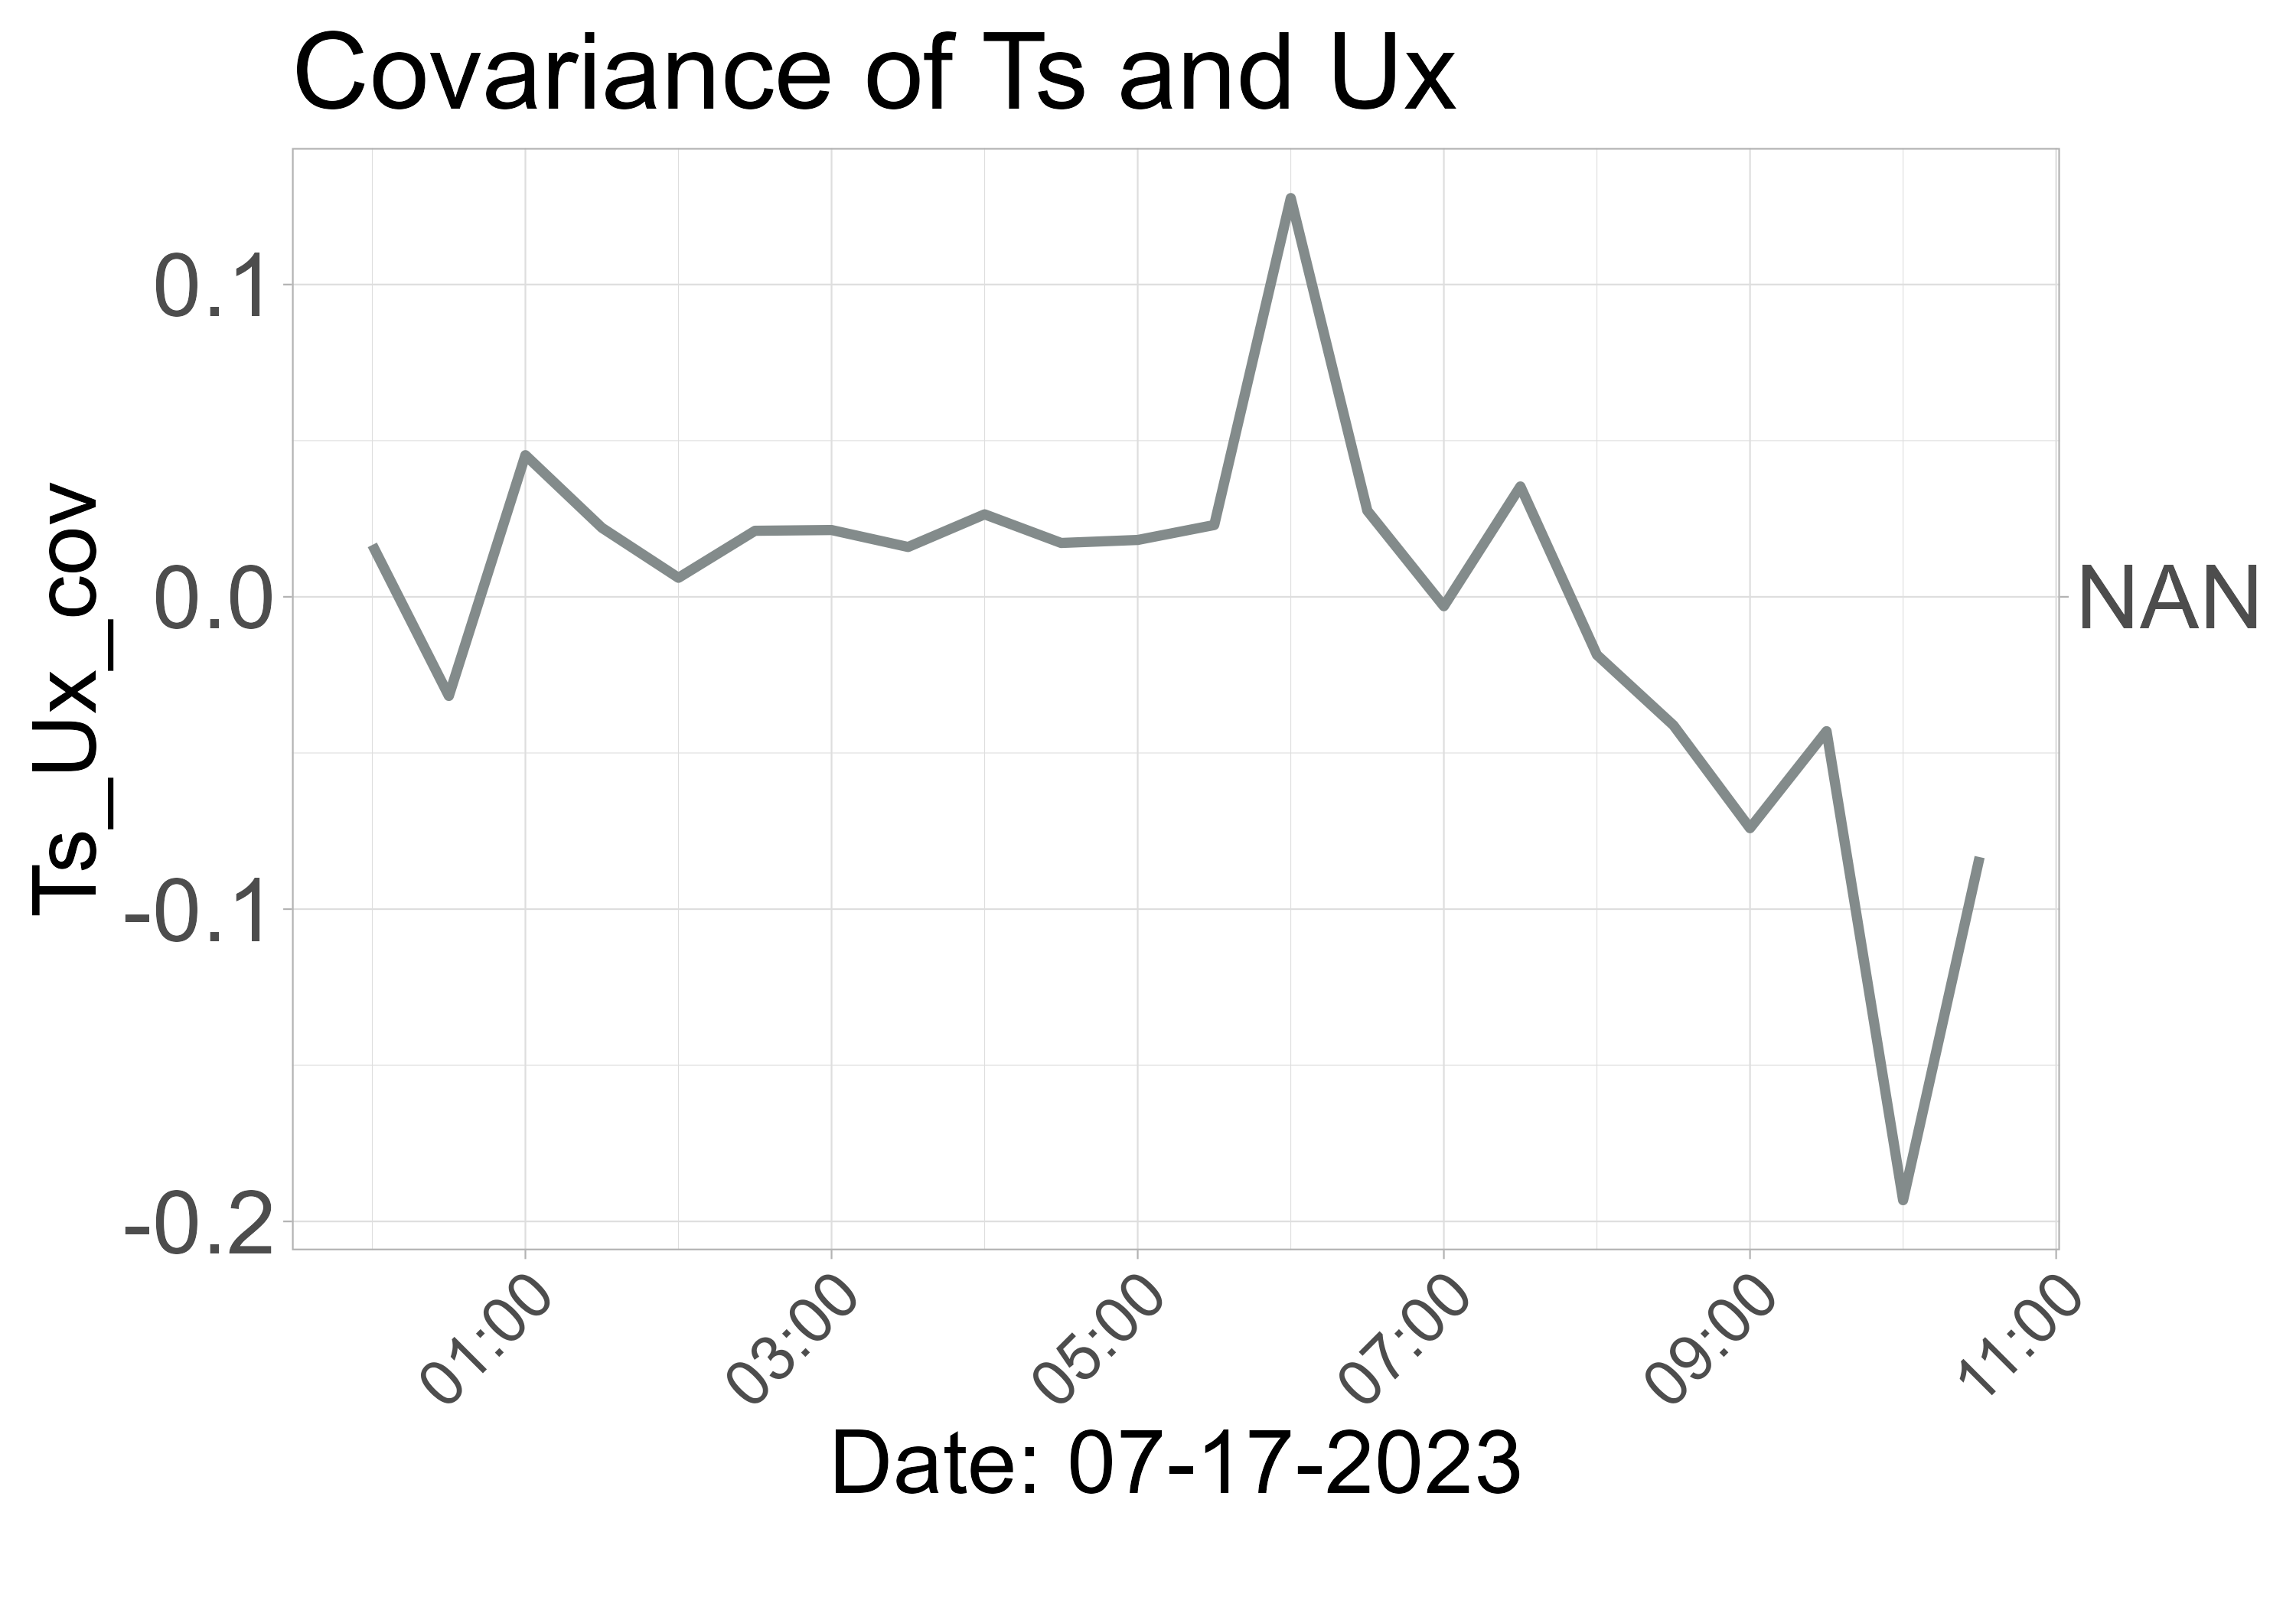 Covariance of Ts and Ux
Ts_Ux_cov
0.1
0.0
-0.1
-0.2
NAN
01:00
03:00
05:00
07:00
09:00
11:00
Date: 07-17-2023